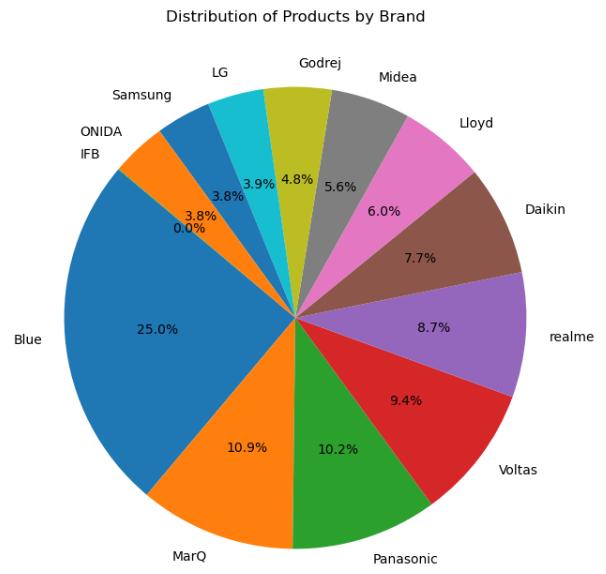 Distribution of Products by Brand
Godrej
LG
Midea
Samsung
Lloyd
ONIDA
IFB
Daikin
realme
Blue
Voltas
MarQ
Panasonic
4.8%
3.9%
5.6%
3.8%
6.0%
3.8%
0.0%
7.7%
8.7%
25.0%
9.4%
10.9%
10.2%